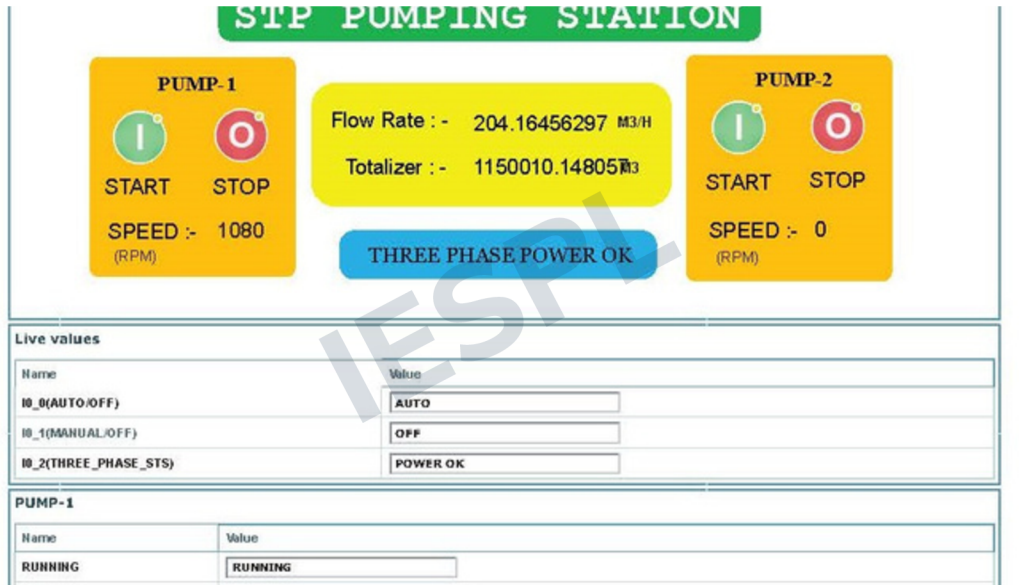 STP PUMPING STATION
PUMP-1
I O
START STOP
SPEED :- 1080
(RPM)
Flow Rate : - 204.16456297 M3/H
Totalizer : - 1150010.148057 M3
THREE PHASE POWER OK
PUMP-2
I O
START STOP
SPEED :- 0
(RPM)
IESPL
Live values
Name Value
I0_0(AUTO/OFF) AUTO
I0_1(MANUAL/OFF) OFF
I0_2(THREE_PHASE_STS) POWER OK
PUMP-1
Name Value
RUNNING RUNNING